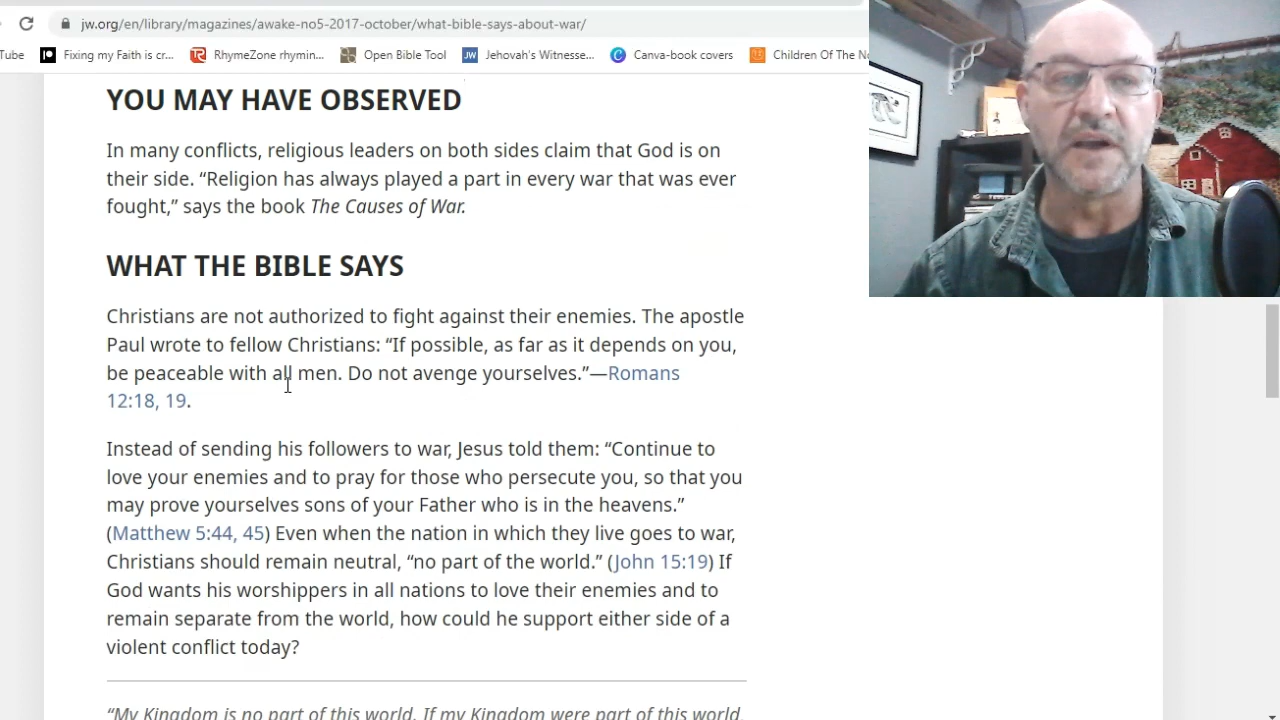 jw.org/en/library/magazines/awake-no5-2017-october/what-bible-says-about-war/
Tube Fixing my Faith is cr... RhymeZone rhymin... Open Bible Tool Jehovah's Witnesse... Canva-book covers Children Of The No
YOU MAY HAVE OBSERVED
In many conflicts, religious leaders on both sides claim that God is on
their side. “Religion has always played a part in every war that was ever
fought,” says the book The Causes of War.
WHAT THE BIBLE SAYS
Christians are not authorized to fight against their enemies. The apostle
Paul wrote to fellow Christians: “If possible, as far as it depends on you,
be peaceable with all men. Do not avenge yourselves.”—Romans
12:18, 19.
Instead of sending his followers to war, Jesus told them: “Continue to
love your enemies and to pray for those who persecute you, so that you
may prove yourselves sons of your Father who is in the heavens.”
(Matthew 5:44, 45) Even when the nation in which they live goes to war,
Christians should remain neutral, “no part of the world.” (John 15:19) If
God wants his worshippers in all nations to love their enemies and to
remain separate from the world, how could he support either side of a
violent conflict today?
“My Kingdom is no part of this world. If my Kingdom were part of this world,